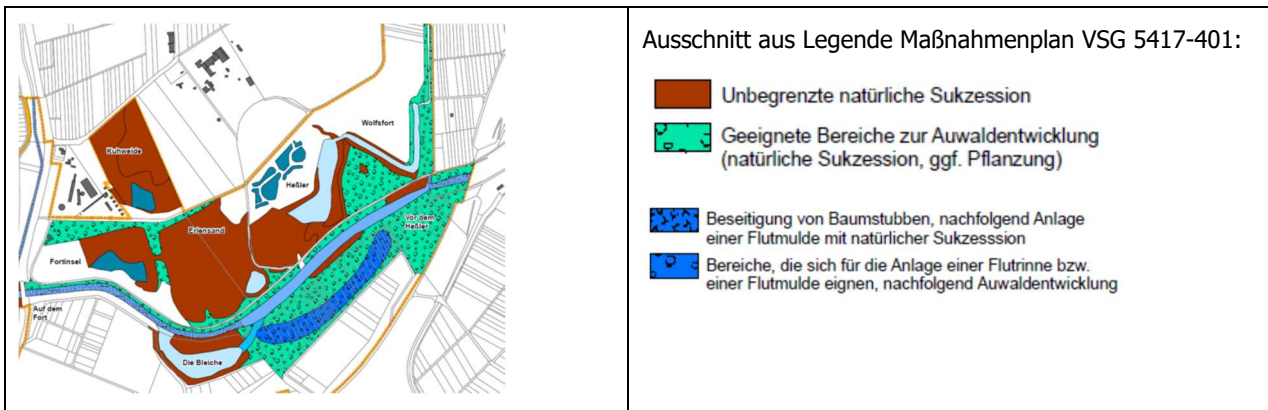 Wolfsfort
Kuhweide
Heßler
Erlensand
Vor dem
Heßler
Fortinsel
Auf dem
Fort
Die Bleiche
Ausschnitt aus Legende Maßnahmenplan VSG 5417-401:
Unbegrenzte natürliche Sukzession
Geeignete Bereiche zur Auwaldentwicklung
(natürliche Sukzession, ggf. Pflanzung)
Beseitigung von Baumstubben, nachfolgend Anlage
einer Flutmulde mit natürlicher Sukzesssion
Bereiche, die sich für die Anlage einer Flutrinne bzw.
einer Flutmulde eignen, nachfolgend Auwaldentwicklung